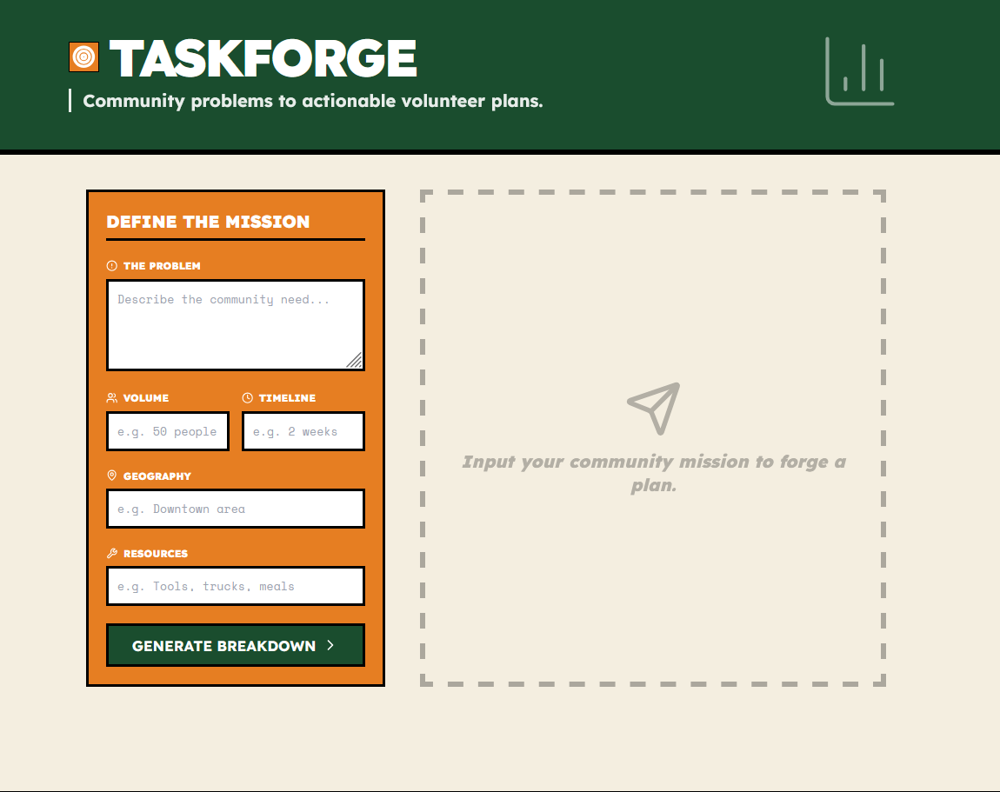 TASKFORGE
Community problems to actionable volunteer plans.
DEFINE THE MISSION
THE PROBLEM
Describe the community need...
VOLUME
TIMELINE
e.g. 50 people
e.g. 2 weeks
GEOGRAPHY
e.g. Downtown area
RESOURCES
e.g. Tools, trucks, meals
GENERATE BREAKDOWN
Input your community mission to forge a
plan.